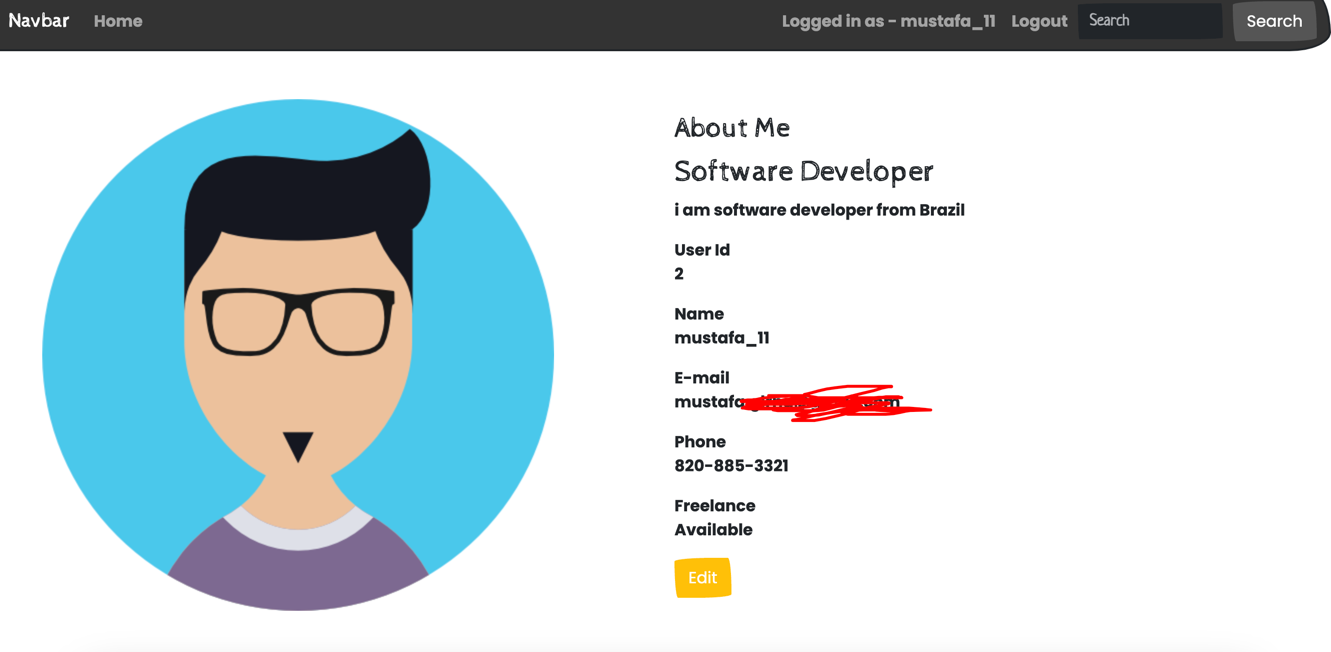 Navbar Home Logged in as - mustafa_11 Logout Search Search
About Me
Software Developer
i am software developer from Brazil
User Id
2
Name
mustafa_11
E-mail
mustafa
Phone
820-885-3321
Freelance
Available
Edit